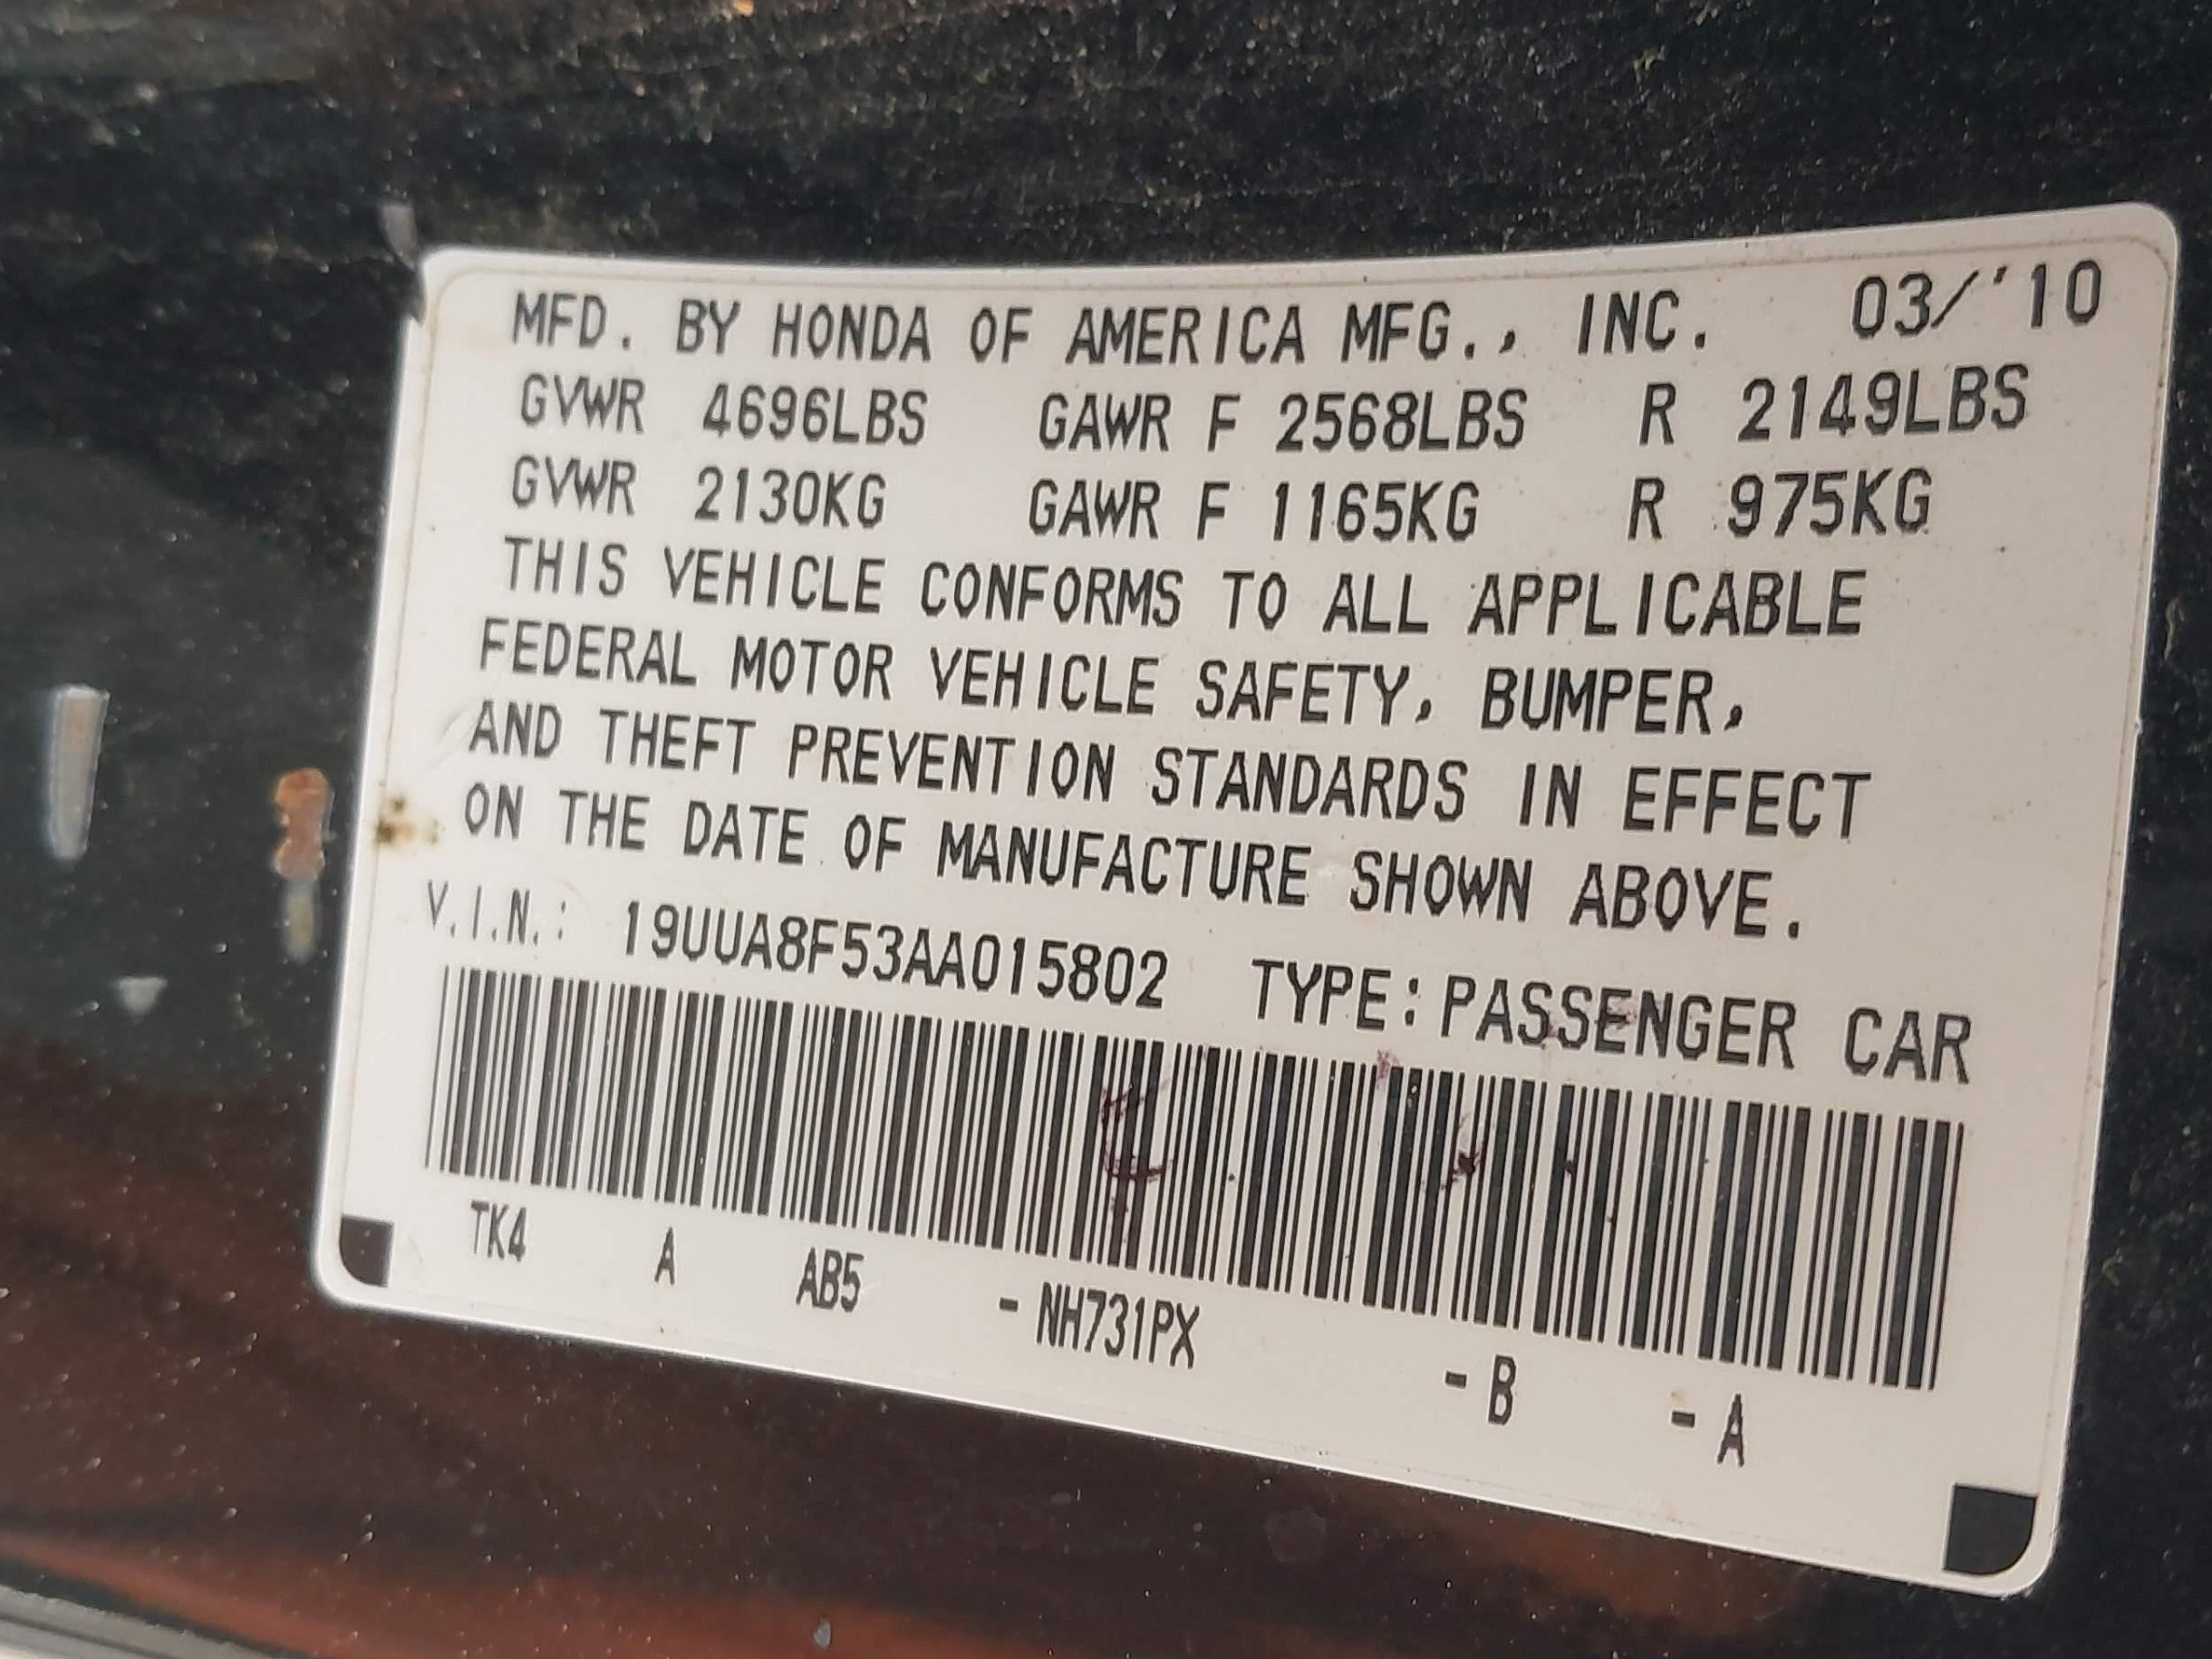 MFD. BY HONDA OF AMERICA MFG., INC. 03/'10
GVWR 4696LBS GAWR F 2568LBS R 2149LBS
GVWR 2130KG GAWR F 1165KG R 975KG
THIS VEHICLE CONFORMS TO ALL APPLICABLE
FEDERAL MOTOR VEHICLE SAFETY, BUMPER,
AND THEFT PREVENTION STANDARDS IN EFFECT
ON THE DATE OF MANUFACTURE SHOWN ABOVE.
V.I.N.: 19UUA8F53AA015802 TYPE: PASSENGER CAR
TK4 A AB5 - NH731PX - B - A